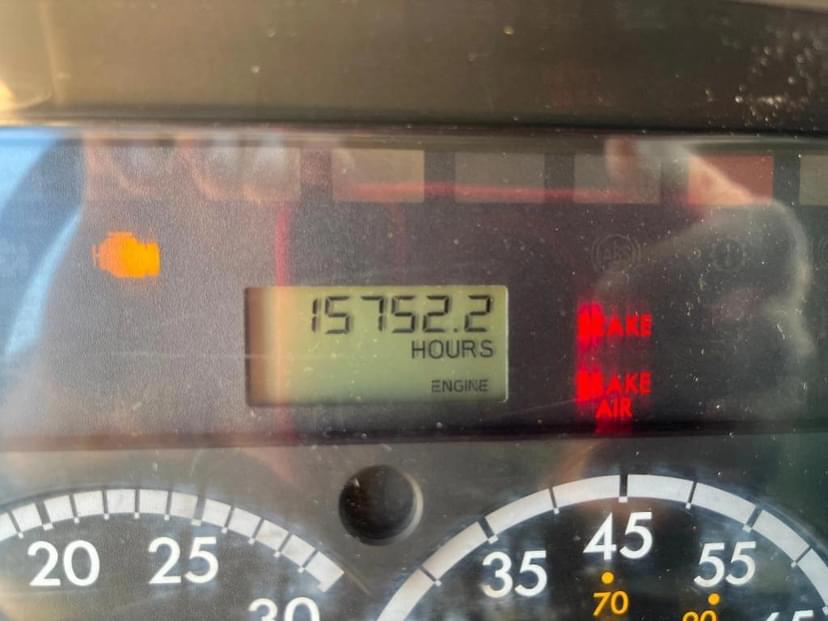 15752.2
HOURS
ENGINE
BRAKE
BRAKE
AIR
20 25 30
35 45 55
70